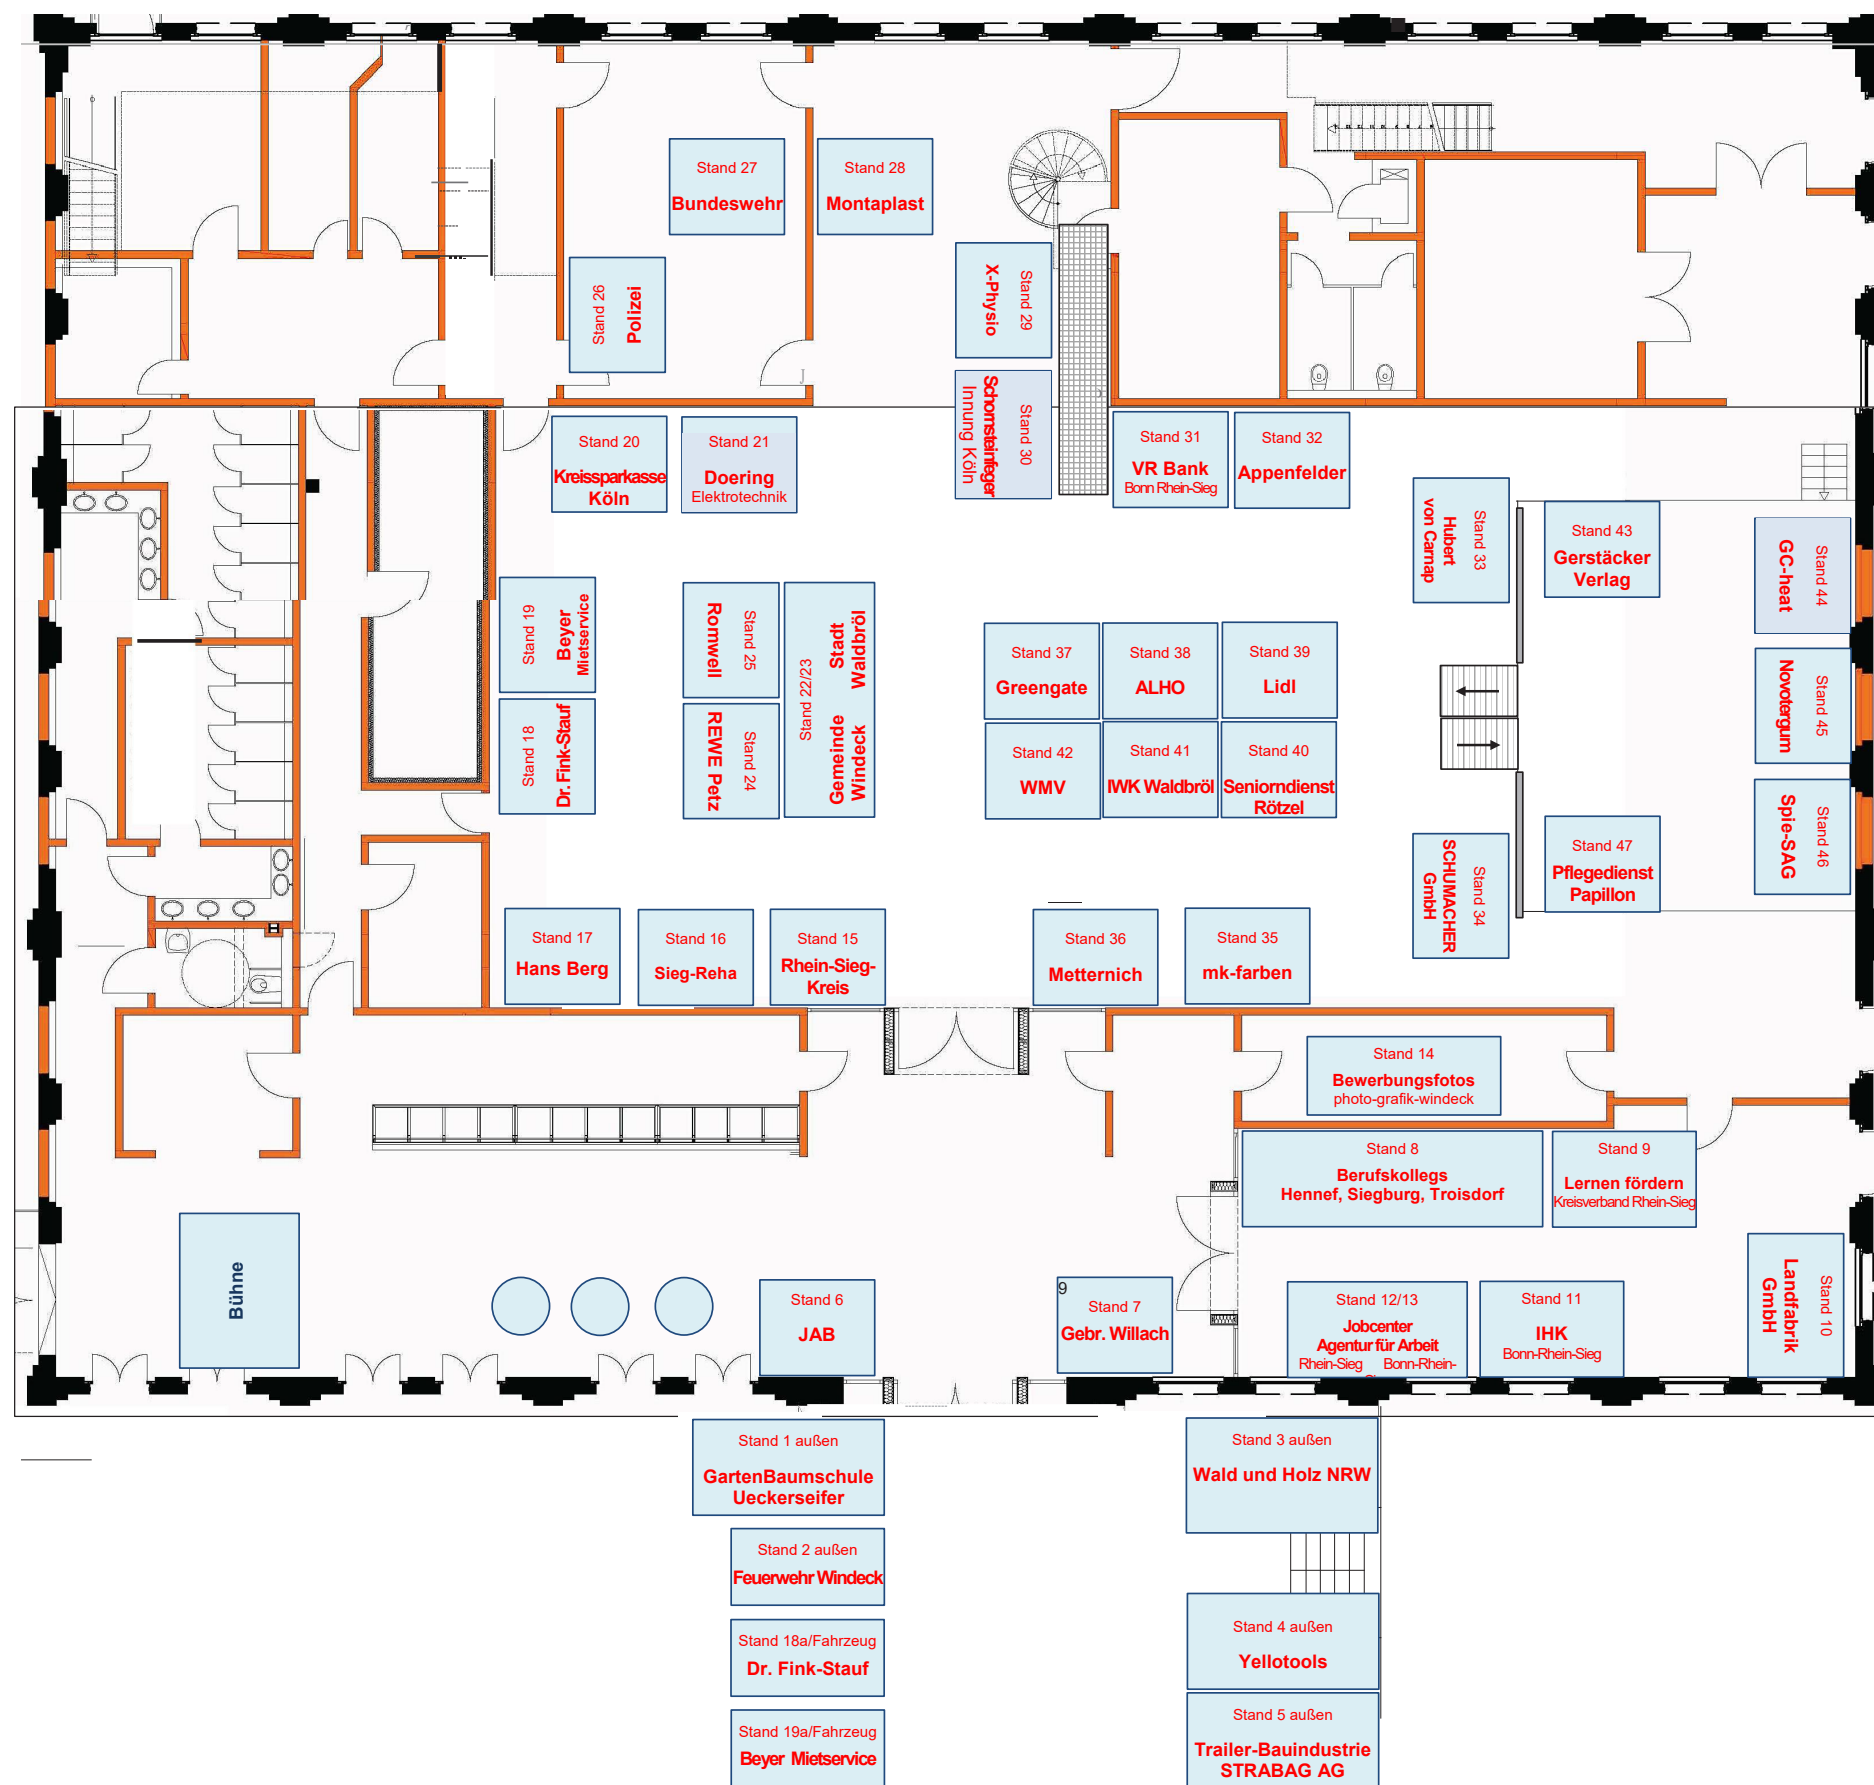 Stand 27
Bundeswehr
Stand 28
Montaplast
Stand 26
Polizei
Stand 29
X-Physio
Stand 30
Schornsteinfeger
Innung Köln
Stand 20
Kreissparkasse
Köln
Stand 21
Doering
Elektrotechnik
Stand 31
VR Bank
Bonn Rhein-Sieg
Stand 32
Appenfelder
Stand 33
Hubert
von Carnap
Stand 43
Gerstäcker
Verlag
Stand 44
GC-heat
Stand 19
Beyer
Mietservice
Stand 25
Romwell
Stand 22/23
Stadt
Waldbröl
Gemeinde
Windeck
Stand 37
Greengate
Stand 38
ALHO
Stand 39
Lidl
Stand 45
Novotergum
Stand 18
Dr. Fink-Stauf
Stand 24
REWE Petz
Stand 42
WMV
Stand 41
IWK Waldbröl
Stand 40
Seniorndienst
Rötzel
Stand 46
Spie-SAG
Stand 34
SCHUMACHER
GmbH
Stand 47
Pflegedienst
Papillon
Stand 17
Hans Berg
Stand 16
Sieg-Reha
Stand 15
Rhein-Sieg-
Kreis
Stand 36
Metternich
Stand 35
mk-farben
H
Stand 14
Bewerbungsfotos
photo-grafik-windeck
Stand 8
Berufskollegs
Hennef, Siegburg, Troisdorf
Stand 9
Lernen fördern
Kreisverband Rhein-Sieg
Stand 10
Landfabrik
GmbH
Bühne
Stand 6
JAB
9
Stand 7
Gebr. Willach
Stand 12/13
Jobcenter
Agentur für Arbeit
Rhein-Sieg Bonn-Rhein-
Stand 11
IHK
Bonn-Rhein-Sieg
Stand 1 außen
GartenBaumschule
Ueckerseifer
Stand 3 außen
Wald und Holz NRW
Stand 2 außen
Feuerwehr Windeck
Stand 18a/Fahrzeug
Dr. Fink-Stauf
Stand 4 außen
Yellotools
Stand 19a/Fahrzeug
Beyer Mietservice
Stand 5 außen
Trailer-Bauindustrie
STRABAG AG